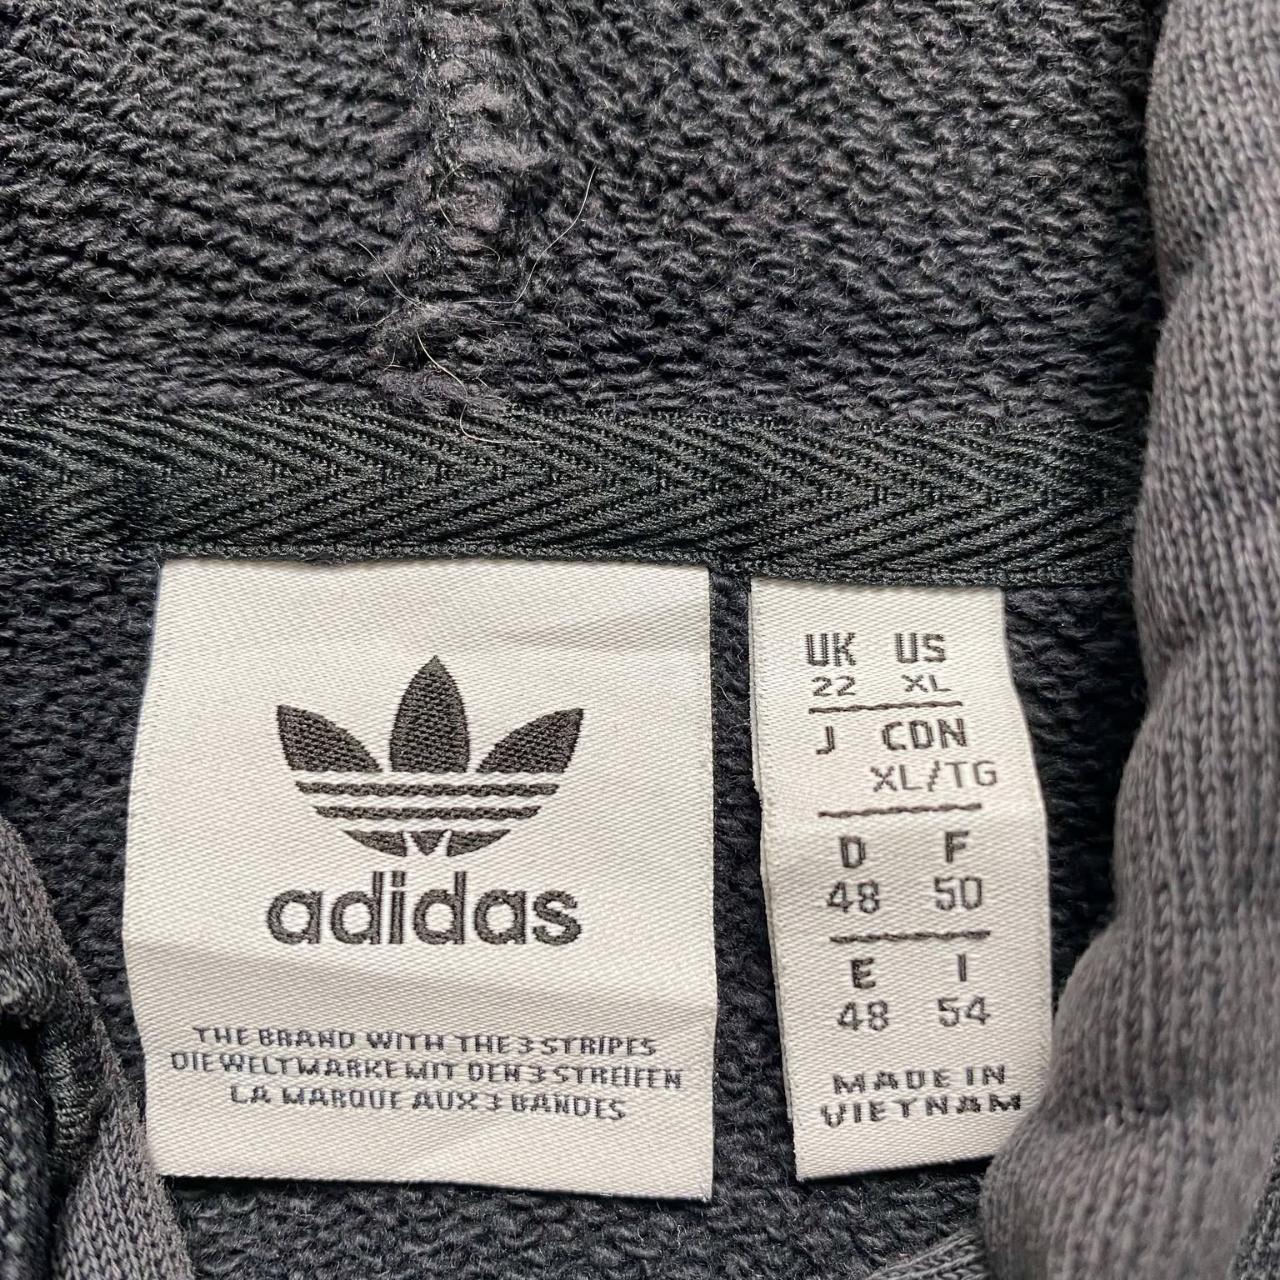 adidas
THE BRAND WITH THE 3 STRIPES
DIE WELTMARKE MIT DEN 3 STREIFEN
LA MARQUE AUX 3 BANDES
UK US
22 XL
J CDN
XL/TG
D F
48 50
E I
48 54
MADE IN
VIETNAM